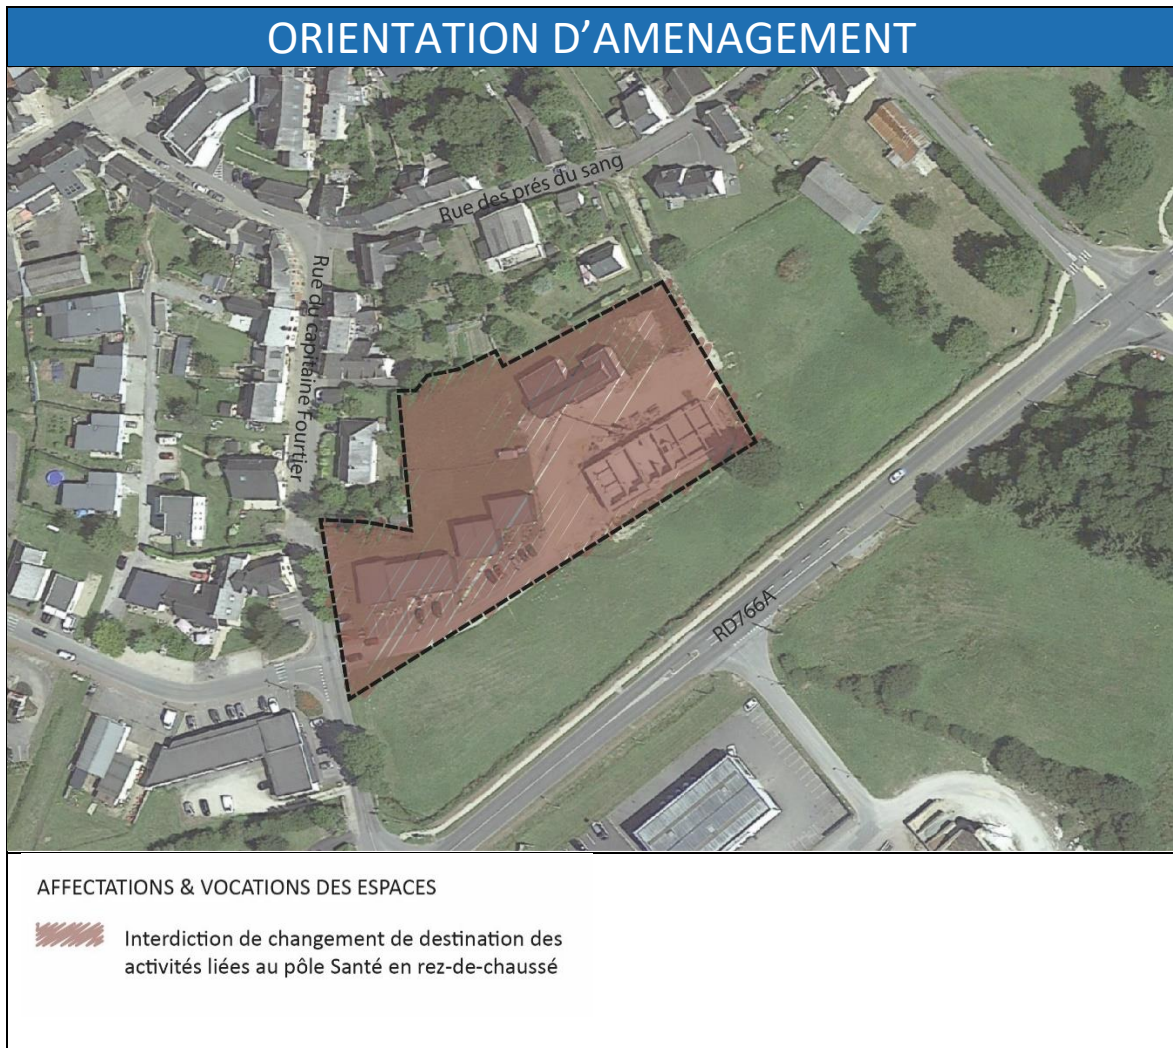 ORIENTATION D'AMENAGEMENT
Rue des prés du sang
Rue du capitaine Fourtier
RD766A
AFFECTATIONS & VOCATIONS DES ESPACES
Interdiction de changement de destination des
activités liées au pôle Santé en rez-de-chaussé